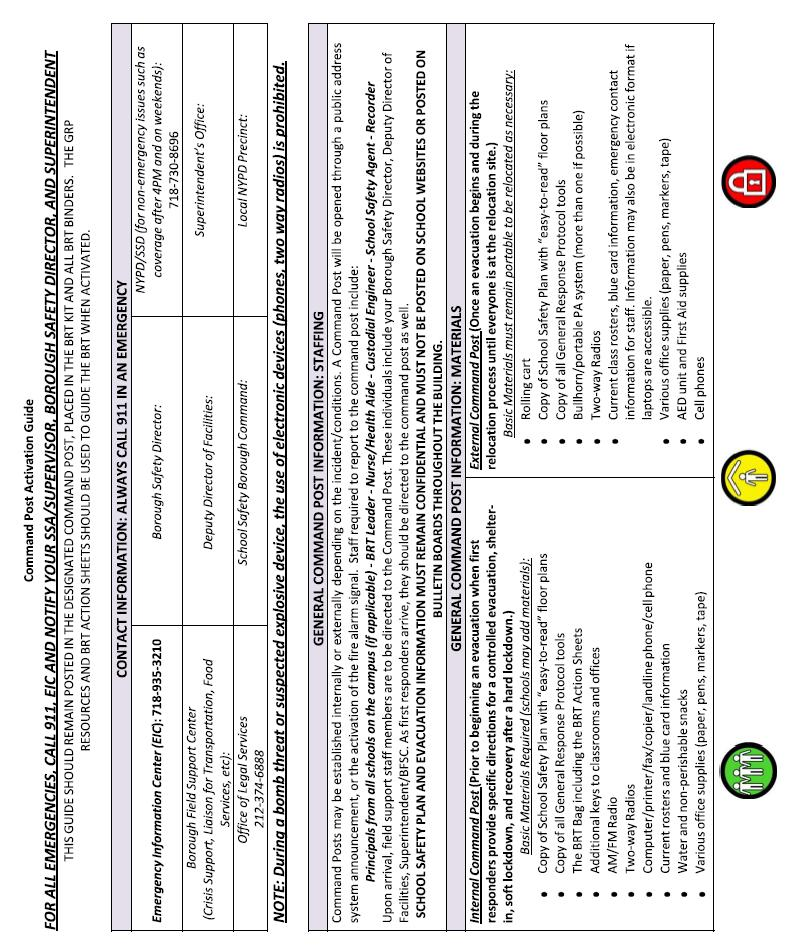 Command Post Activation Guide
FOR ALL EMERGENCIES, CALL 911, EIC AND NOTIFY YOUR SSA/SUPERVISOR, BOROUGH SAFETY DIRECTOR, AND SUPERINTENDENT
THIS GUIDE SHOULD REMAIN POSTED IN THE DESIGNATED COMMAND POST, PLACED IN THE BRT KIT AND ALL BRT BINDERS. THE GRP
RESOURCES AND BRT ACTION SHEETS SHOULD BE USED TO GUIDE THE BRT WHEN ACTIVATED.
CONTACT INFORMATION: ALWAYS CALL 911 IN AN EMERGENCY
Emergency Information Center (EIC): 718-935-3210
Borough Safety Director:
NYPD/SSD (for non-emergency issues such as
coverage after 4PM and on weekends):
718-730-8696
Borough Field Support Center
(Crisis Support, Liaison for Transportation, Food
Services, etc):
Deputy Director of Facilities:
Superintendent's Office:
Office of Legal Services
212-374-6888
School Safety Borough Command:
Local NYPD Precinct:
NOTE: During a bomb threat or suspected explosive device, the use of electronic devices (phones, two way radios) is prohibited.
GENERAL COMMAND POST INFORMATION: STAFFING
Command Posts may be established internally or externally depending on the incident/conditions. A Command Post will be opened through a public address
system announcement, or the activation of the fire alarm signal. Staff required to report to the command post include:
Principals from all schools on the campus (if applicable) - BRT Leader - Nurse/Health Aide - Custodial Engineer - School Safety Agent - Recorder
Upon arrival, field support staff members are to be directed to the Command Post. These individuals include your Borough Safety Director, Deputy Director of
Facilities, Superintendent/BFSC. As first responders arrive, they should be directed to the command post as well.
SCHOOL SAFETY PLAN AND EVACUATION INFORMATION MUST REMAIN CONFIDENTIAL AND MUST NOT BE POSTED ON SCHOOL WEBSITES OR POSTED ON
BULLETIN BOARDS THROUGHOUT THE BUILDING.
GENERAL COMMAND POST INFORMATION: MATERIALS
Internal Command Post (Prior to beginning an evacuation when first
responders provide specific directions for a controlled evacuation, shelter-
in, soft lockdown, and recovery after a hard lockdown.)
Basic Materials Required (schools may add materials):
• Copy of School Safety Plan with “easy-to-read” floor plans
• Copy of all General Response Protocol tools
• The BRT Bag including the BRT Action Sheets
• Additional keys to classrooms and offices
• AM/FM Radio
• Two-way Radios
• Computer/printer/fax/copier/landline phone/cell phone
• Current rosters and blue card information
• Water and non-perishable snacks
• Various office supplies (paper, pens, markers, tape)
External Command Post (Once an evacuation begins and during the
relocation process until everyone is at the relocation site.)
Basic Materials must remain portable to be relocated as necessary:
• Rolling cart
• Copy of School Safety Plan with “easy-to-read” floor plans
• Copy of all General Response Protocol tools
• Bullhorn/portable PA system (more than one if possible)
• Two-way Radios
• Current class rosters, blue card information, emergency contact
information for staff. Information may also be in electronic format if
laptops are accessible.
• Various office supplies (paper, pens, markers, tape)
• AED unit and First Aid supplies
• Cell phones